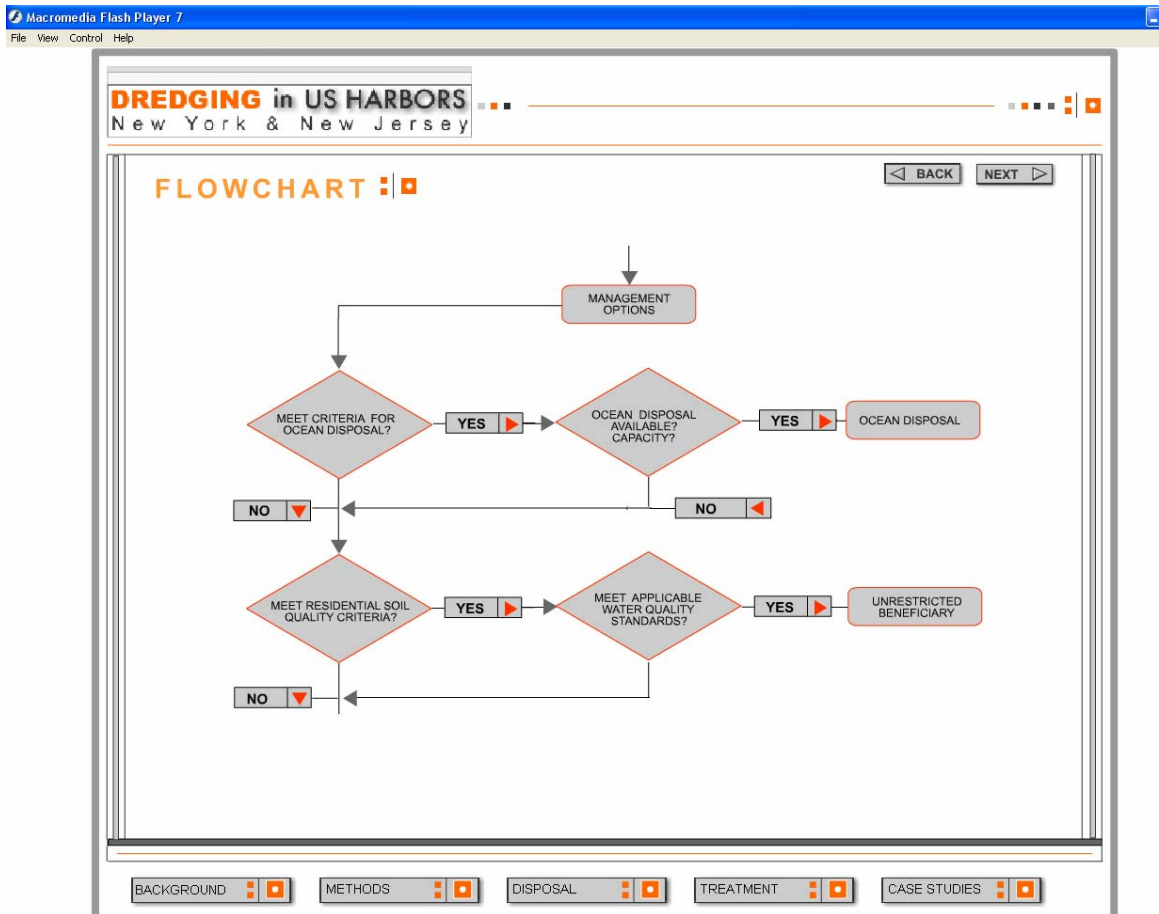 Macromedia Flash Player 7
File View Control Help
DREDGING in US HARBORS
New York & New Jersey
FLOWCHART
BACK
NEXT
MANAGEMENT
OPTIONS
MEET CRITERIA FOR
OCEAN DISPOSAL?
YES
OCEAN DISPOSAL
AVAILABLE?
CAPACITY?
YES
OCEAN DISPOSAL
NO
NO
MEET RESIDENTIAL SOIL
QUALITY CRITERIA?
YES
MEET APPLICABLE
WATER QUALITY
STANDARDS?
YES
UNRESTRICTED
BENEFICIARY
NO
BACKGROUND
METHODS
DISPOSAL
TREATMENT
CASE STUDIES